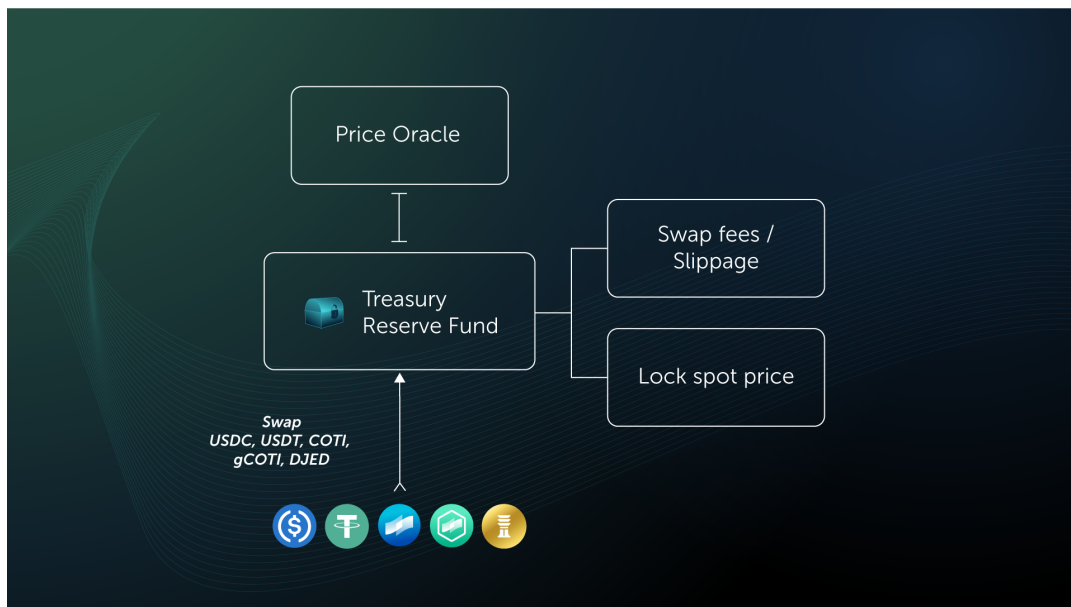 Price Oracle
Treasury
Reserve Fund
Swap fees /
Slippage
Lock spot price
Swap
USDC, USDT, COTI,
gCOTI, DJED